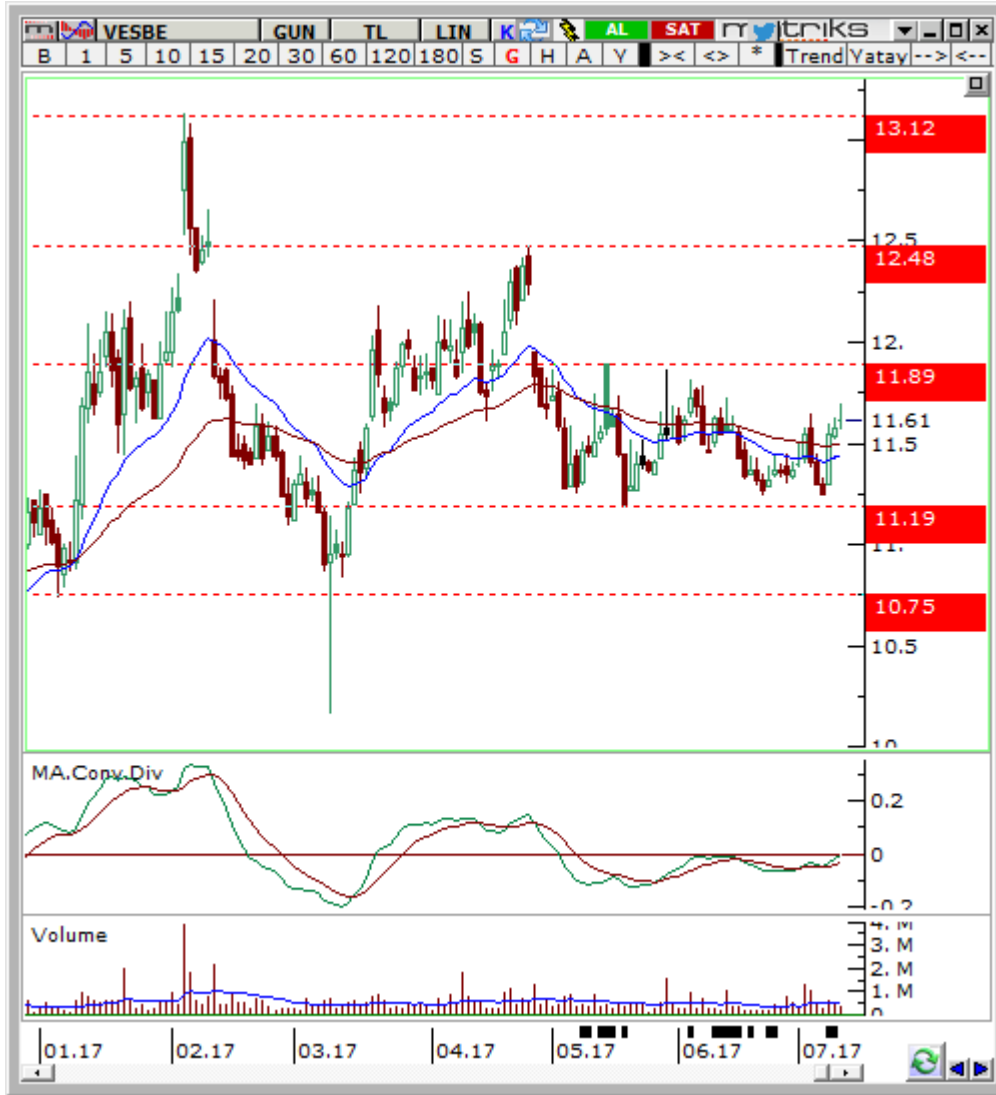 VESBE GUN TL LIN K AL SAT m triks
B 1 5 10 15 20 30 60 120 180 S G H A Y >< <> * Trend Yatay --> <--
13.12
12.5
12.48
12.
11.89
11.61
11.5
11.19
11.
10.75
10.5
10
MA.Conv.Div
0.2
0
-0.2
Volume
4. M
3. M
2. M
1. M
0
01.17 02.17 03.17 04.17 05.17 06.17 07.17